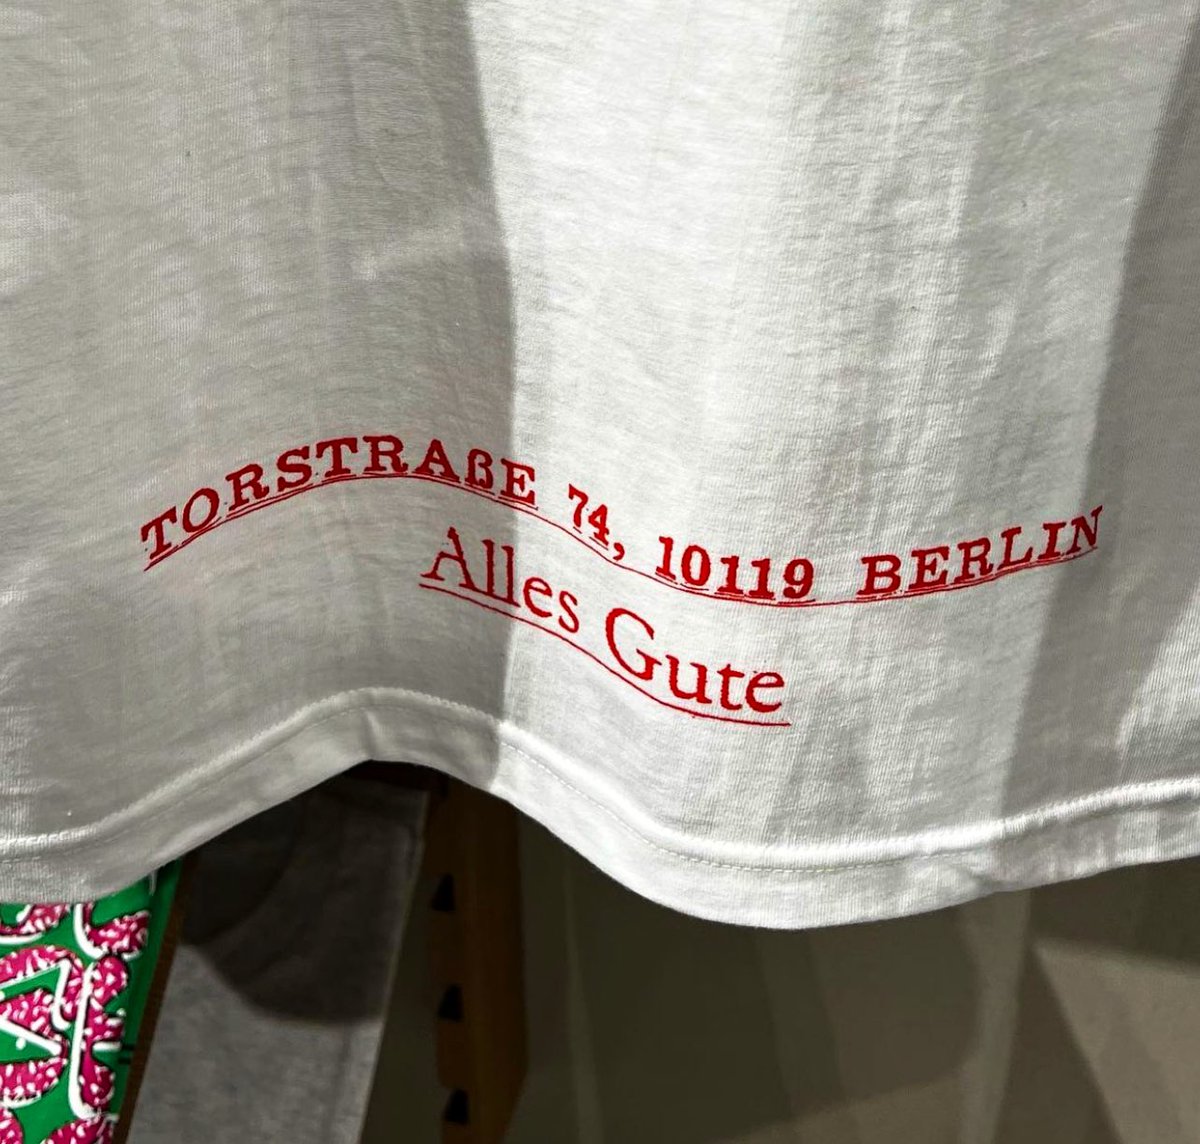 TORSTRAßE 74, 10119 BERLIN
Alles Gute